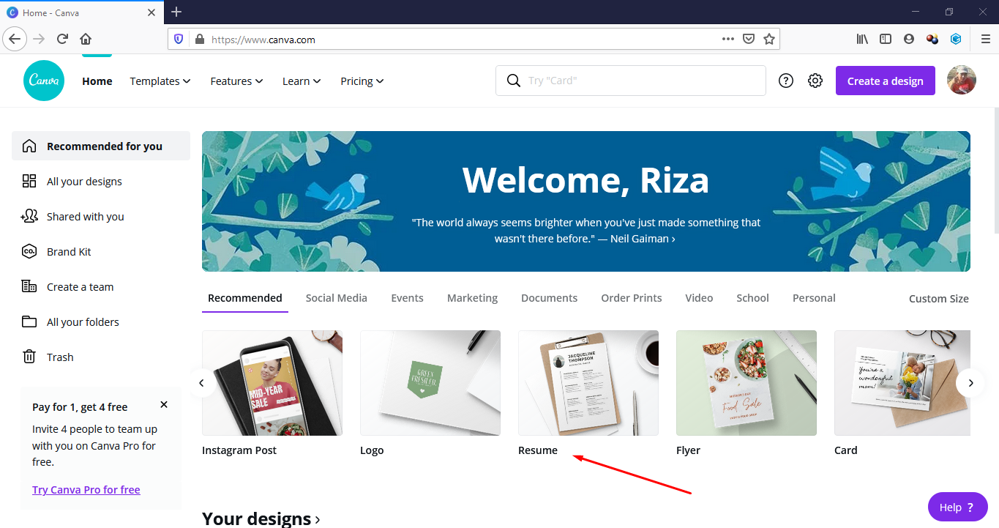 Home - Canva
https://www.canva.com
Canva
Home
Templates
Features
Learn
Pricing
Try "Card"
Create a design
Recommended for you
All your designs
Shared with you
CO.
Brand Kit
Create a team
All your folders
Trash
Pay for 1, get 4 free
Invite 4 people to team up
with you on Canva Pro for
free.
Try Canva Pro for free
Welcome, Riza
"The world always seems brighter when you've just made something that
wasn't there before." — Neil Gaiman ›
Recommended
Social Media
Events
Marketing
Documents
Order Prints
Video
School
Personal
Custom Size
MID-YEAR
SALE
Instagram Post
GREEN
FRESH CO.
Logo
JACQUELINE
THOMPSON
Resume
Food Sale
Flyer
You're a
wonderful
mom!
Card
Your designs ›
Help ?